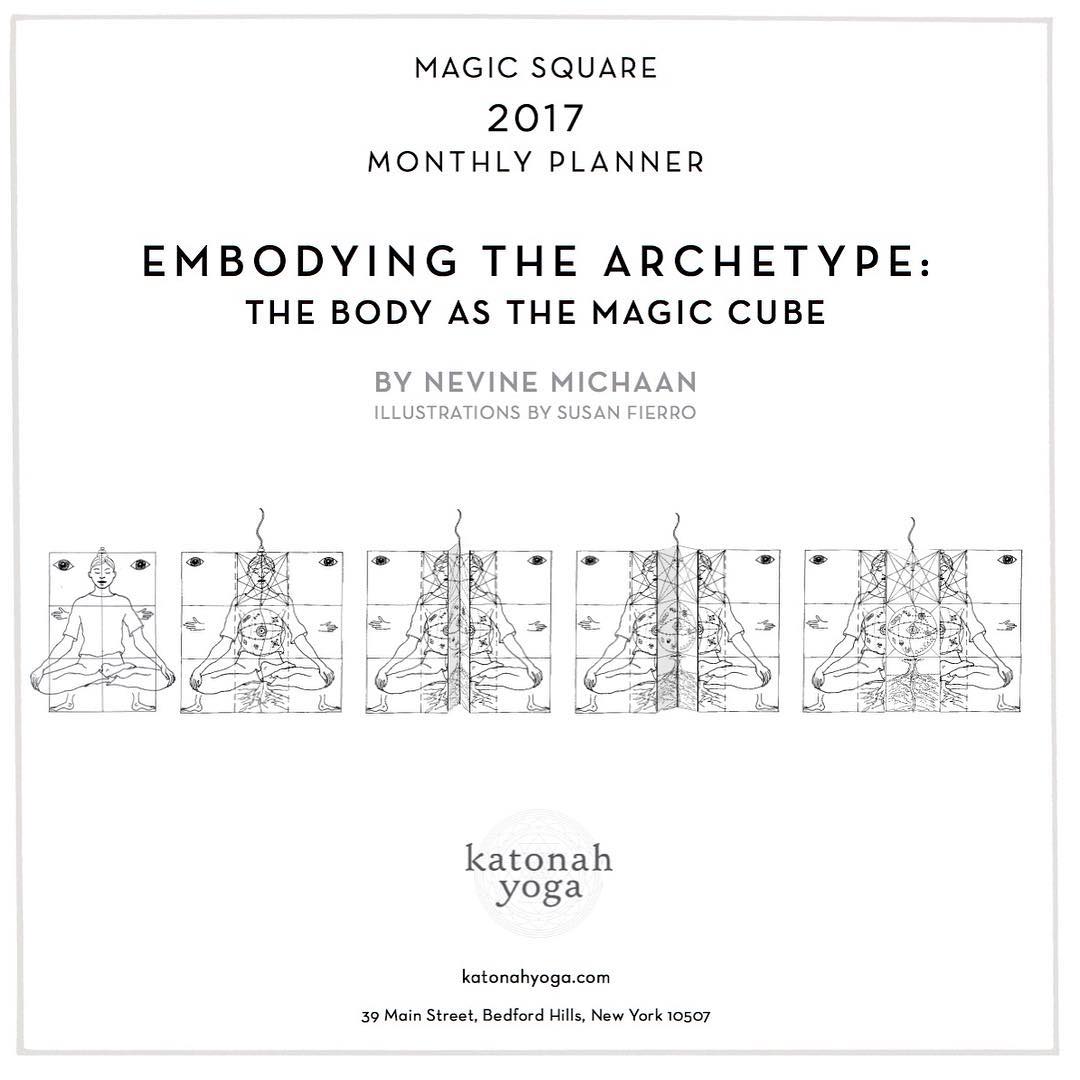 MAGIC SQUARE
2017
MONTHLY PLANNER
EMBODYING THE ARCHETYPE:
THE BODY AS THE MAGIC CUBE
BY NEVINE MICHAAN
ILLUSTRATIONS BY SUSAN FIERRO
katonah
yoga
katonahyoga.com
39 Main Street, Bedford Hills, New York 10507